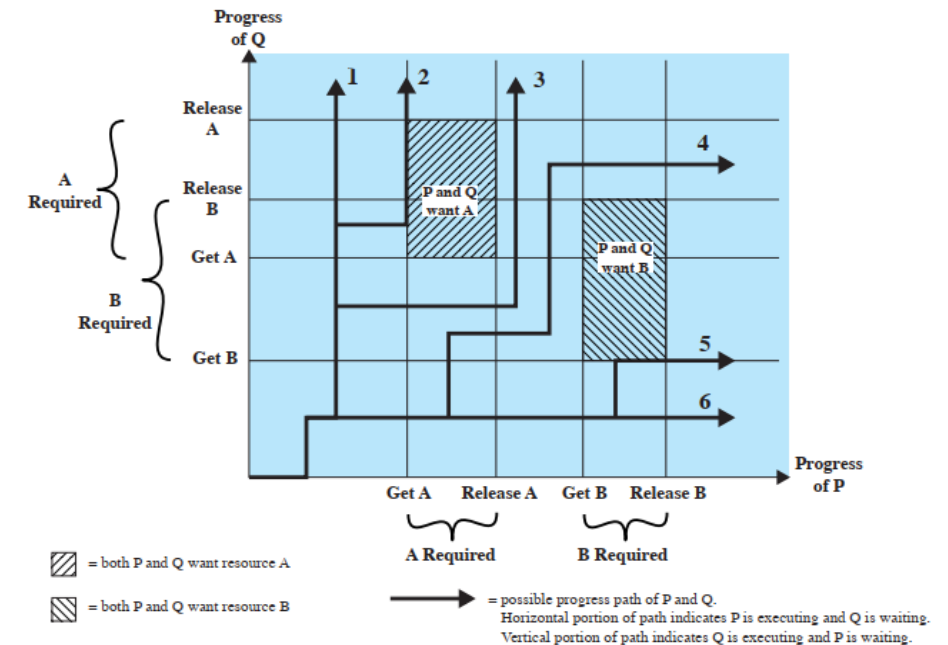 Progress
of Q
1
2
3
4
5
6
Release
A
Release
B
Get A
Get B
A
Required
B
Required
P and Q
want A
P and Q
want B
Progress
of P
Get A
Release A
Get B
Release B
A Required
B Required
= both P and Q want resource A
= both P and Q want resource B
= possible progress path of P and Q.
Horizontal portion of path indicates P is executing and Q is waiting.
Vertical portion of path indicates Q is executing and P is waiting.